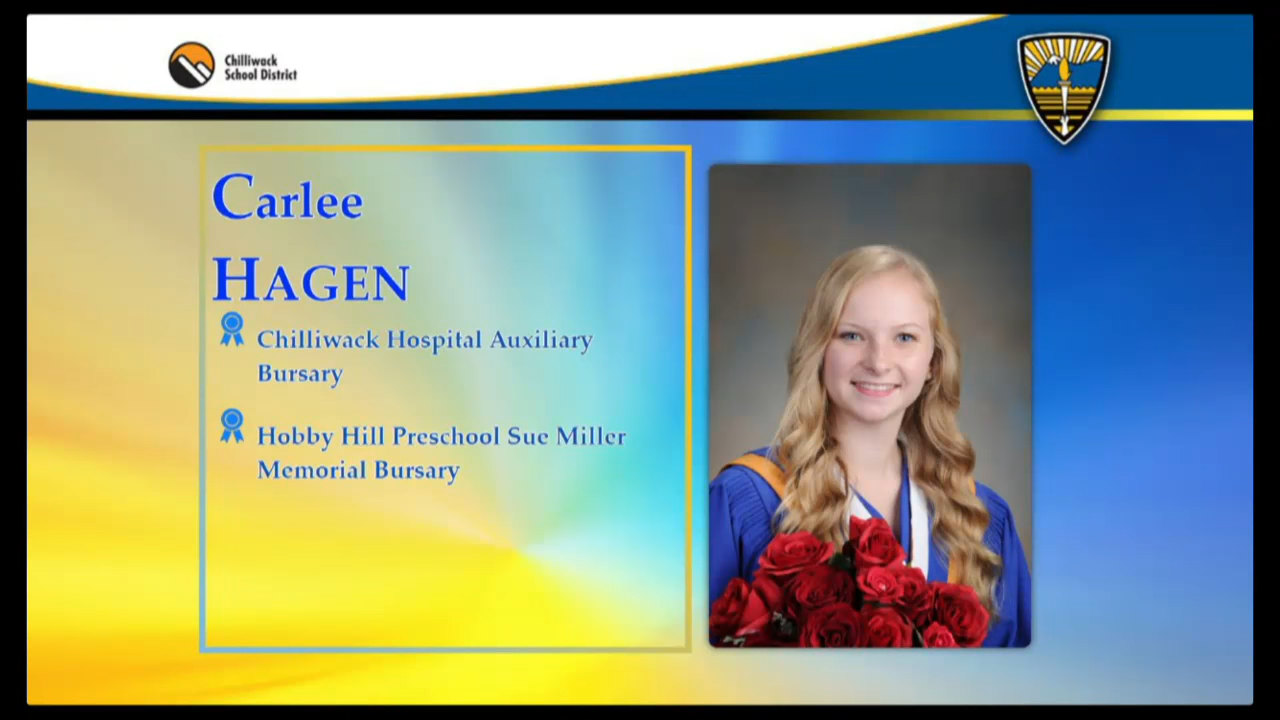 Chilliwack
School District
Carlee
HAGEN
Chilliwack Hospital Auxiliary
Bursary
Hobby Hill Preschool Sue Miller
Memorial Bursary